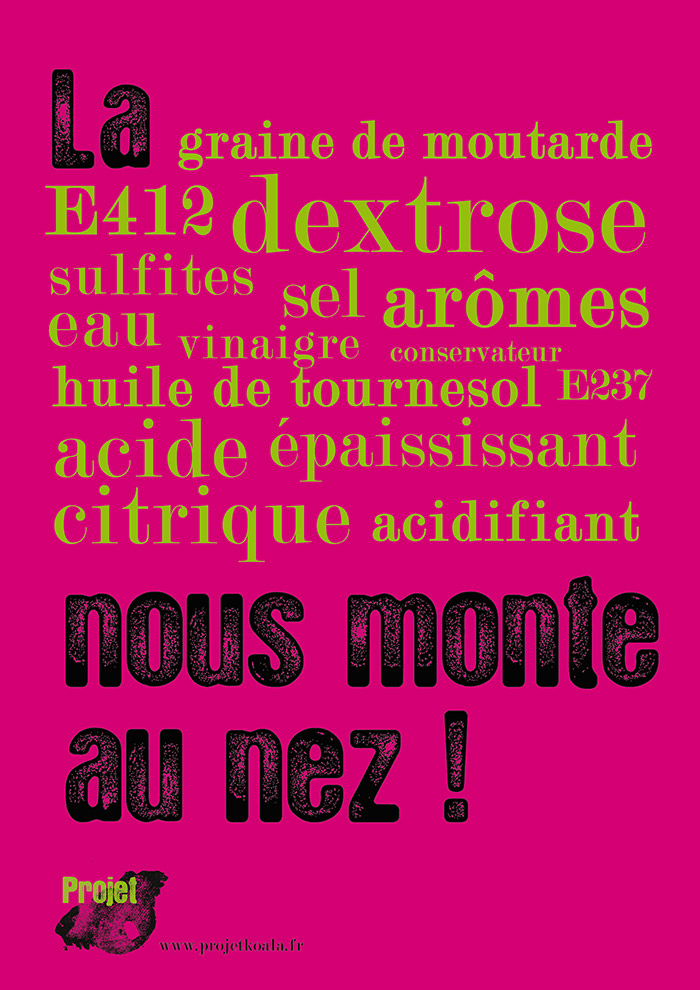 La graine de moutarde
E412 dextrose
sulfites sel arômes
eau vinaigre conservateur
huile de tournesol E237
acide épaississant
citrique acidifiant
nous monte
au nez !
Projet
www.projetkoala.fr